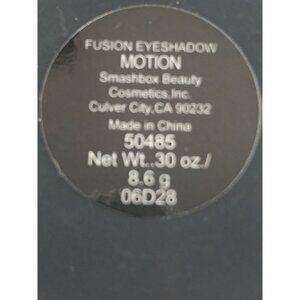 FUSION EYESHADOW
MOTION
Smashbox Beauty
Cosmetics,Inc.
Culver City,CA 90232
Made in China
50485
Net Wt..30 oz./
8.6 g
06D28